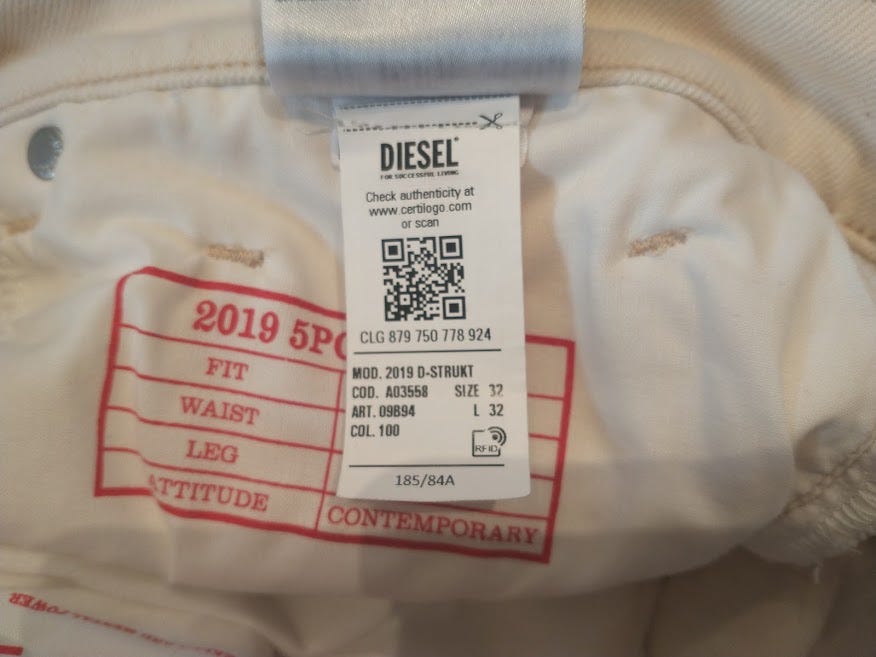 DIESEL
FOR SUCCESSFUL LIVING
Check authenticity at
www.certilogo.com
or scan
CLG 879 750 778 924
MOD. 2019 D-STRUKT
COD. A03558 SIZE 32
ART. 09B94 L 32
COL. 100
RFID
185/84A
2019 5PO
FIT
WAIST
LEG
ATTITUDE CONTEMPORARY